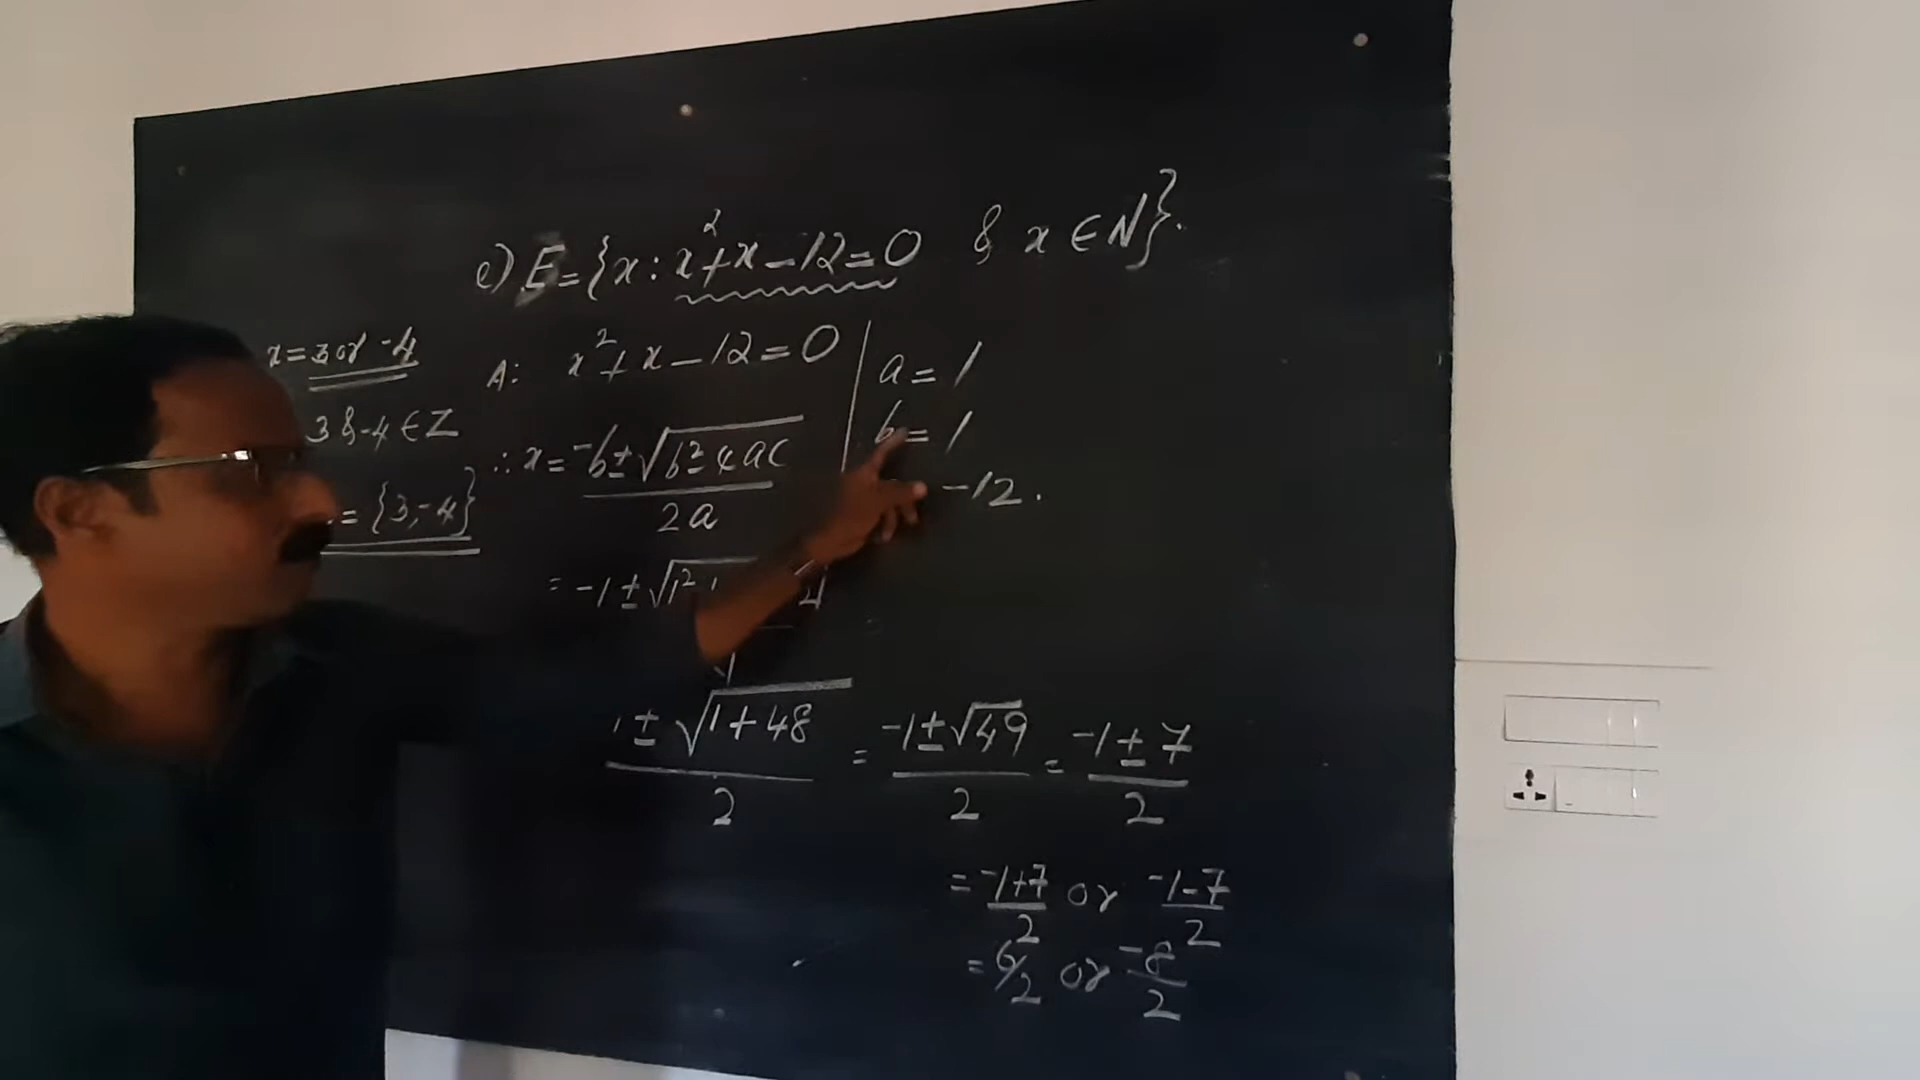 e) E = {x : x² + x - 12 = 0 & x ∈ N}.
A: x² + x - 12 = 0
a = 1
b = 1
-12.
∴ x = -b ± √b² - 4ac / 2a
= -1 ± √1²
± √1 + 48 / 2 = -1 ± √49 / 2 = -1 ± 7 / 2
= -1+7 / 2 or -1-7 / 2
= 6/2 or -8/2
x = 3 or -4
3 & -4 ∈ Z
= {3, -4}